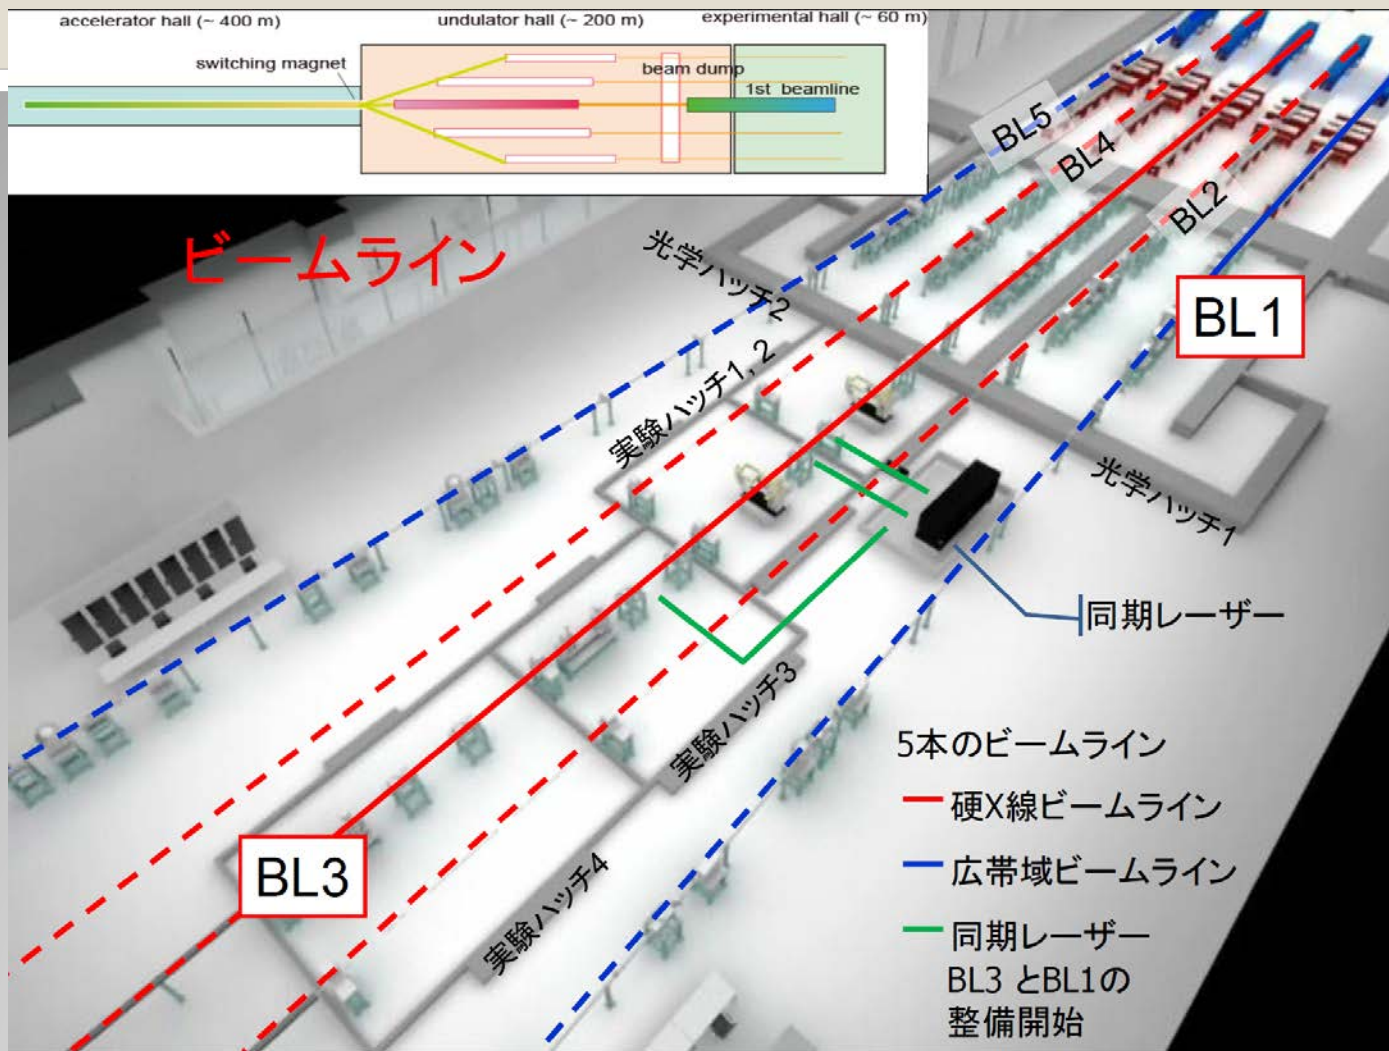 accelerator hall (~ 400 m)
undulator hall (~ 200 m)
experimental hall (~ 60 m)
switching magnet
beam dump
1st beamline
ビームライン
BL5
BL4
BL2
BL1
光学ハッチ2
実験ハッチ1, 2
光学ハッチ1
同期レーザー
実験ハッチ3
BL3
実験ハッチ4
5本のビームライン
硬X線ビームライン
広帯域ビームライン
同期レーザー
BL3 とBL1の
整備開始